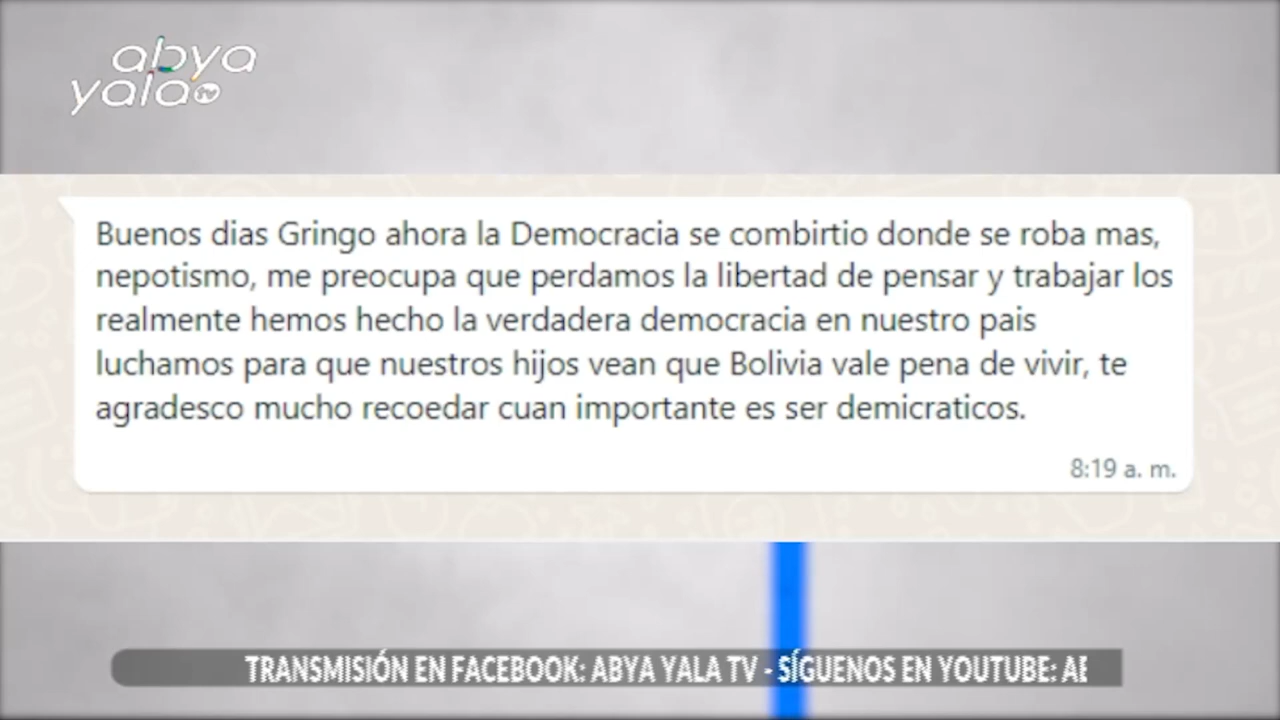 abya
yala tv
Buenos dias Gringo ahora la Democracia se combirtio donde se roba mas,
nepotismo, me preocupa que perdamos la libertad de pensar y trabajar los
realmente hemos hecho la verdadera democracia en nuestro pais
luchamos para que nuestros hijos vean que Bolivia vale pena de vivir, te
agradesco mucho recoedar cuan importante es ser demicraticos.
8:19 a. m.
TRANSMISIÓN EN FACEBOOK: ABYA YALA TV - SÍGUENOS EN YOUTUBE: